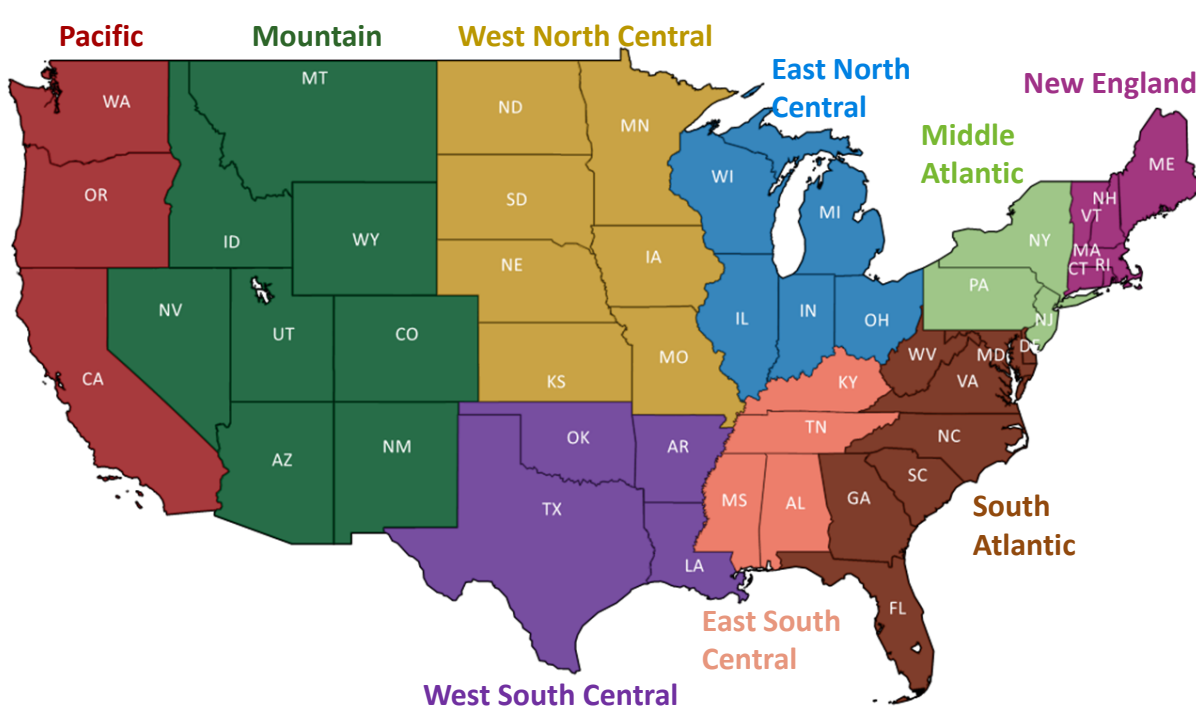 Pacific
Mountain
West North Central
East North
Central
New England
Middle
Atlantic
WA
MT
ND
MN
WI
MI
ME
NH
VT
OR
ID
WY
SD
IA
NY
MA
CT
RI
NE
PA
NV
UT
CO
IL
IN
OH
NJ
DE
CA
KS
MO
KY
WV
MD
VA
AZ
NM
OK
AR
TN
NC
SC
TX
MS
AL
GA
South
Atlantic
LA
FL
East South
Central
West South Central